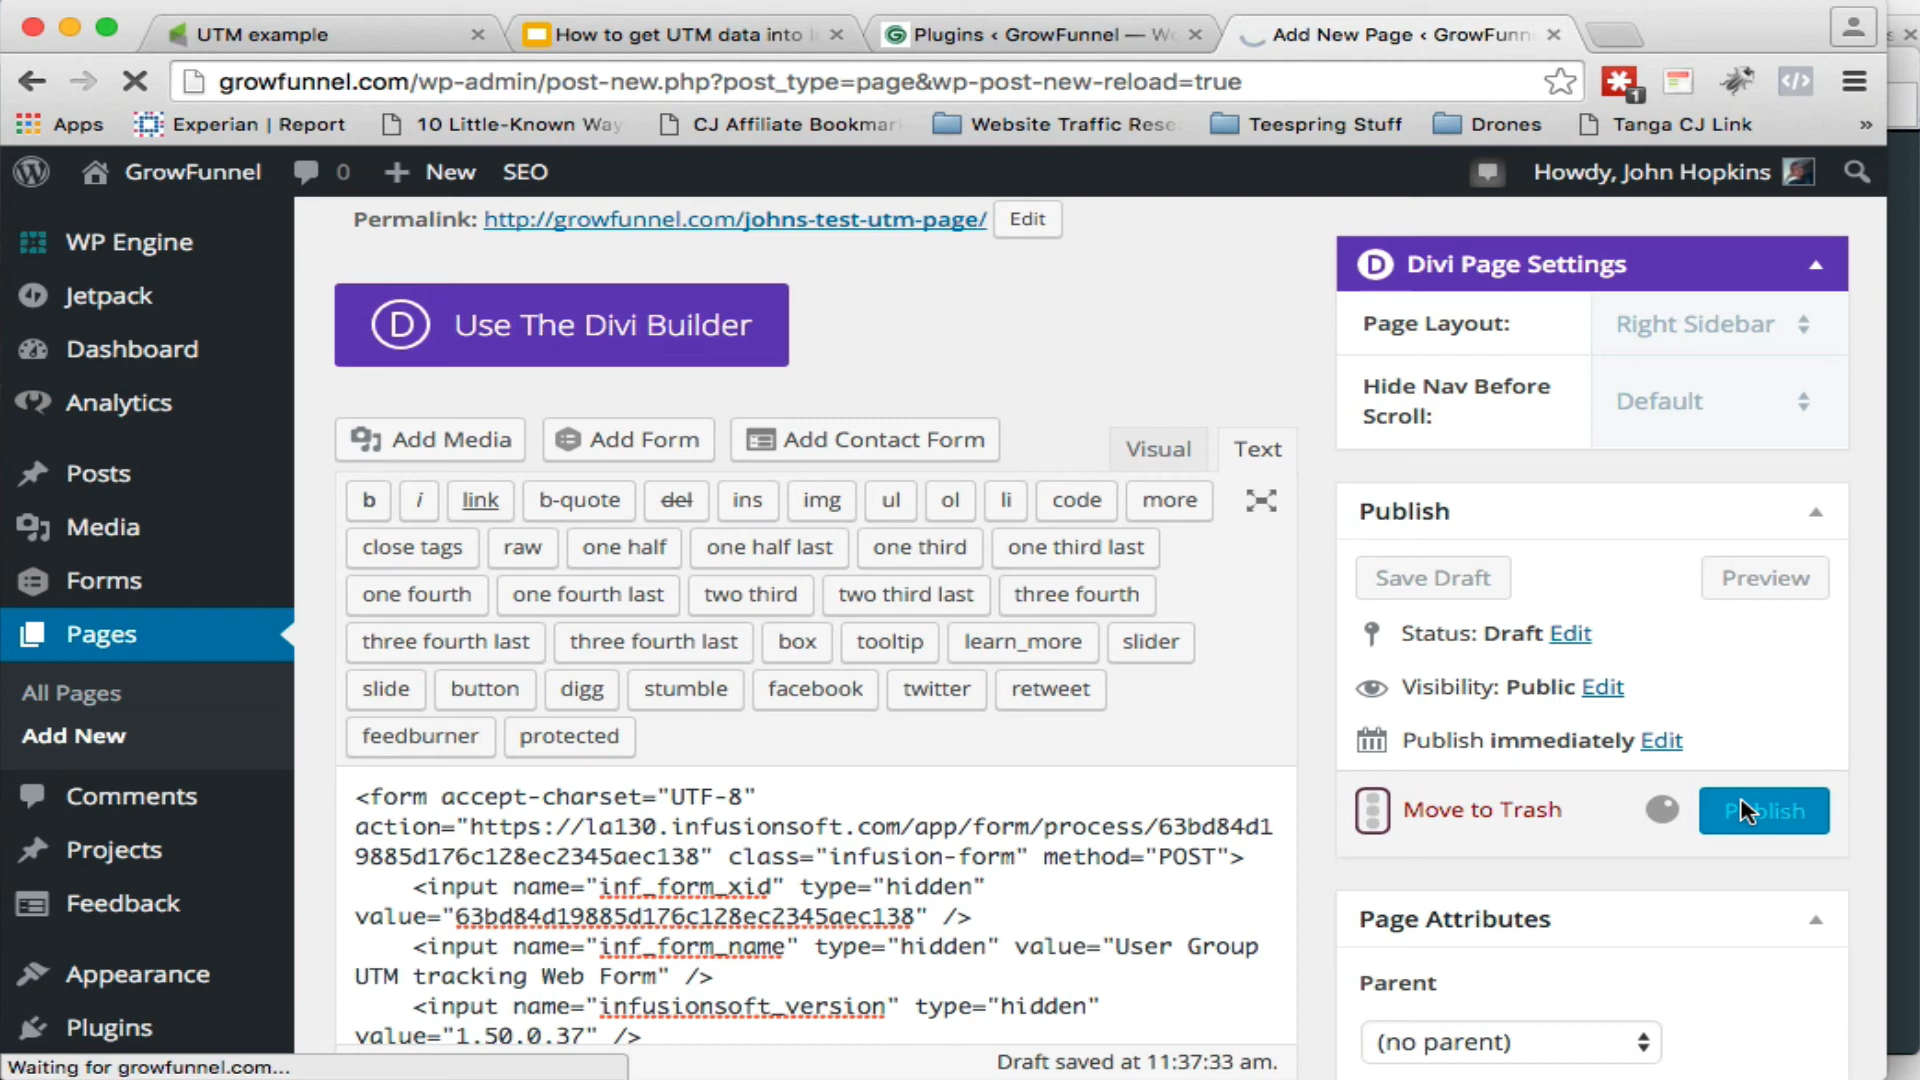 UTM example
How to get UTM data into
Plugins ‹ GrowFunnel — Wo
Add New Page ‹ GrowFunn
growfunnel.com/wp-admin/post-new.php?post_type=page&wp-post-new-reload=true
1
Apps
Experian | Report
10 Little-Known Way
CJ Affiliate Bookmar
Website Traffic Rese
Teespring Stuff
Drones
Tanga CJ Link
»
GrowFunnel
0
New
SEO
Howdy, John Hopkins
WP Engine
Jetpack
Dashboard
Analytics
Posts
Media
Forms
Pages
All Pages
Add New
Comments
Projects
Feedback
Appearance
Plugins
Waiting for growfunnel.com...
Permalink: http://growfunnel.com/johns-test-utm-page/ Edit
D Use The Divi Builder
Add Media
Add Form
Add Contact Form
Visual
Text
b i link b-quote del ins img ul ol li code more
close tags raw one half one half last one third one third last
one fourth one fourth last two third two third last three fourth
three fourth last three fourth last box tooltip learn_more slider
slide button digg stumble facebook twitter retweet
feedburner protected
<form accept-charset="UTF-8"
action="https://la130.infusionsoft.com/app/form/process/63bd84d1
9885d176c128ec2345aec138" class="infusion-form" method="POST">
<input name="inf_form_xid" type="hidden"
value="63bd84d19885d176c128ec2345aec138" />
<input name="inf_form_name" type="hidden" value="User Group
UTM tracking Web Form" />
<input name="infusionsoft_version" type="hidden"
value="1.50.0.37" />
Draft saved at 11:37:33 am.
D Divi Page Settings
Page Layout: Right Sidebar
Hide Nav Before
Scroll:
Default
Publish
Save Draft
Preview
Status: Draft Edit
Visibility: Public Edit
Publish immediately Edit
Move to Trash
Publish
Page Attributes
Parent
(no parent)